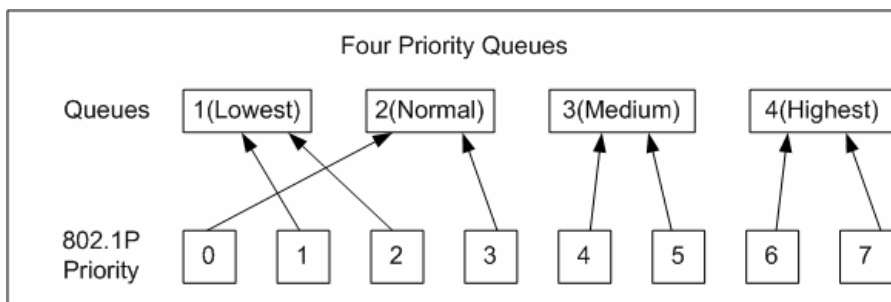 Four Priority Queues
Queues 1(Lowest) 2(Normal) 3(Medium) 4(Highest)
802.1P
Priority
0 1 2 3 4 5 6 7